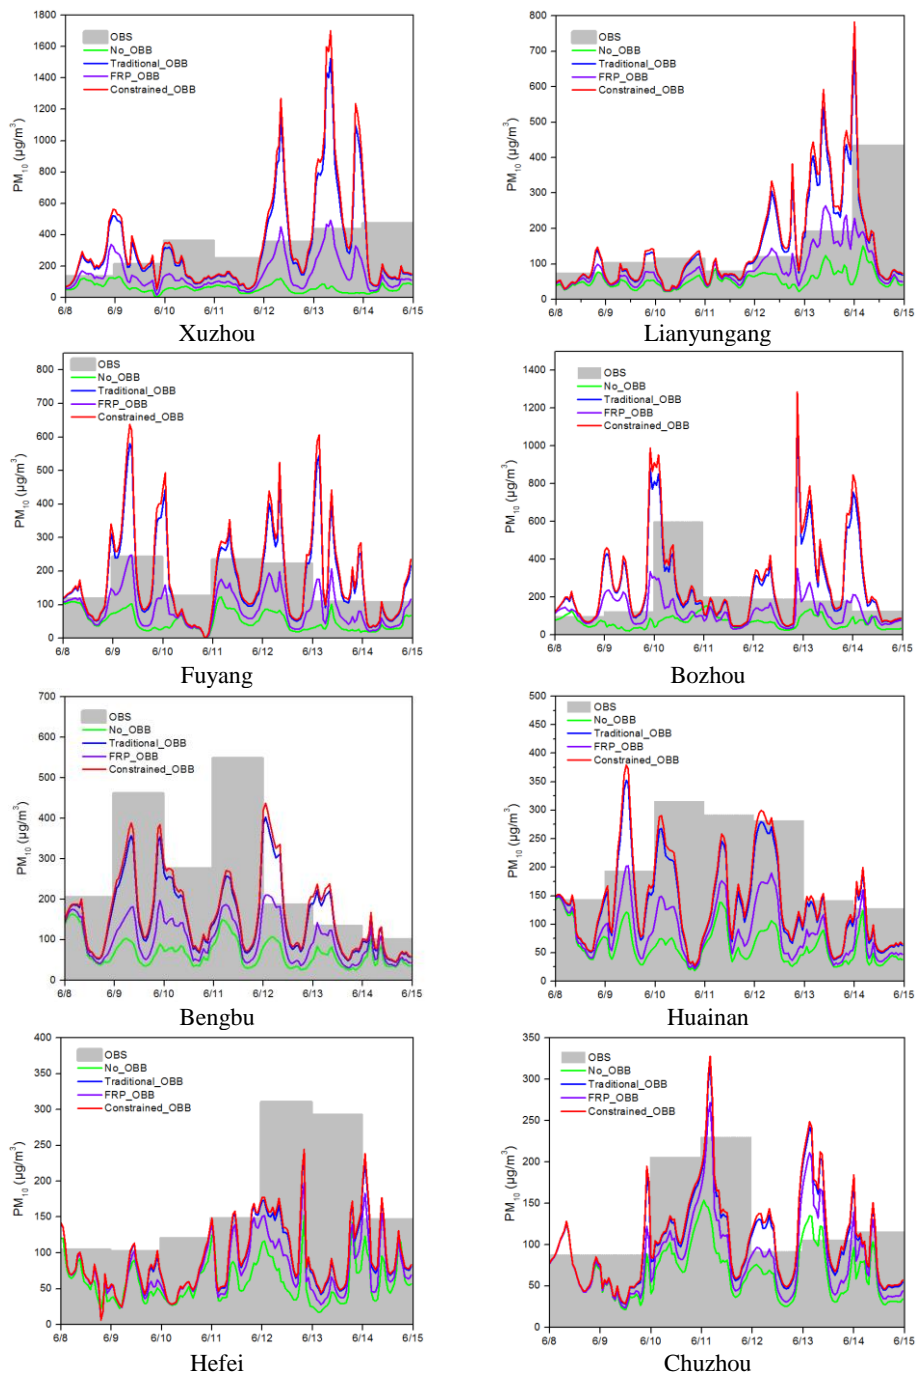 PM10 (μg/m3)
1800
1600
1400
1200
1000
800
600
400
200
0
OBS
No_OBB
Traditional_OBB
FRP_OBB
Constrained_OBB
6/8 6/9 6/10 6/11 6/12 6/13 6/14 6/15
Xuzhou
PM10 (μg/m3)
800
700
600
500
400
300
200
100
0
OBS
No_OBB
Traditional_OBB
FRP_OBB
Constrained_OBB
6/8 6/9 6/10 6/11 6/12 6/13 6/14 6/15
Lianyungang
PM10 (μg/m3)
800
700
600
500
400
300
200
100
0
OBS
No_OBB
Traditional_OBB
FRP_OBB
Constrained_OBB
6/8 6/9 6/10 6/11 6/12 6/13 6/14 6/15
Fuyang
PM10 (μg/m3)
1400
1200
1000
800
600
400
200
0
OBS
No_OBB
Traditional_OBB
FRP_OBB
Constrained_OBB
6/8 6/9 6/10 6/11 6/12 6/13 6/14 6/15
Bozhou
PM10 (μg/m3)
700
600
500
400
300
200
100
0
OBS
No_OBB
Traditional_OBB
FRP_OBB
Constrained_OBB
6/8 6/9 6/10 6/11 6/12 6/13 6/14 6/15
Bengbu
PM10 (μg/m3)
500
450
400
350
300
250
200
150
100
50
0
OBS
No_OBB
Traditional_OBB
FRP_OBB
Constrained_OBB
6/8 6/9 6/10 6/11 6/12 6/13 6/14 6/15
Huainan
PM10 (μg/m3)
400
350
300
250
200
150
100
50
0
OBS
No_OBB
Traditional_OBB
FRP_OBB
Constrained_OBB
6/8 6/9 6/10 6/11 6/12 6/13 6/14 6/15
Hefei
PM10 (μg/m3)
350
300
250
200
150
100
50
0
OBS
No_OBB
Traditional_OBB
FRP_OBB
Constrained_OBB
6/8 6/9 6/10 6/11 6/12 6/13 6/14 6/15
Chuzhou